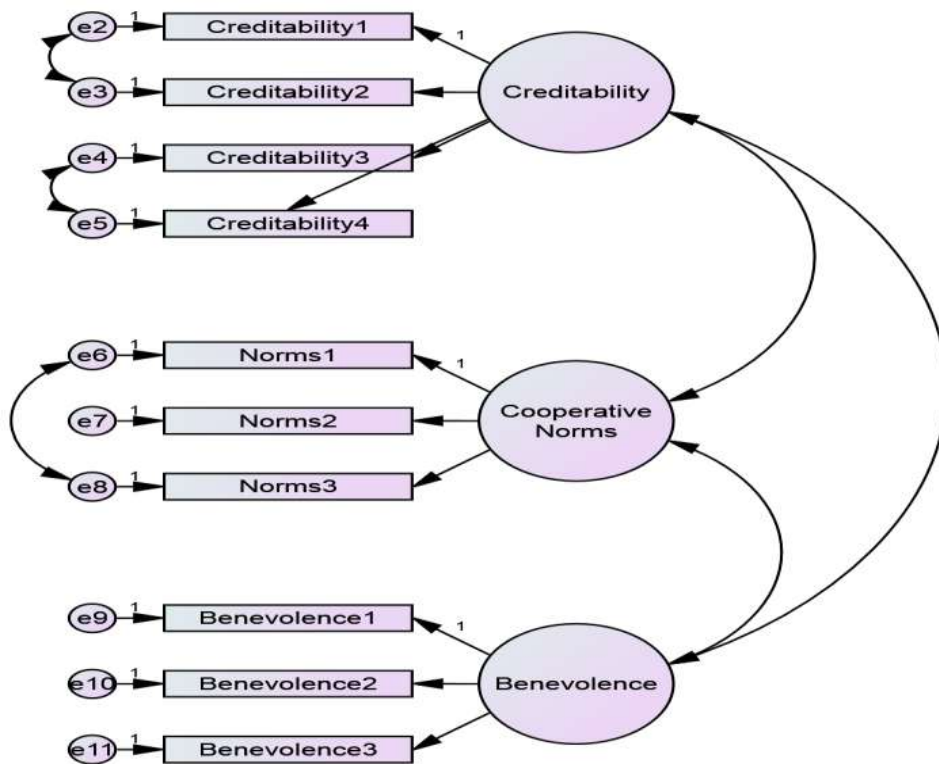 e2 1 Creditability1 1
e3 1 Creditability2 Creditability
e4 1 Creditability3
e5 1 Creditability4
e6 1 Norms1 1
e7 1 Norms2 Cooperative
Norms
e8 1 Norms3
e9 1 Benevolence1 1
e10 1 Benevolence2 Benevolence
e11 1 Benevolence3